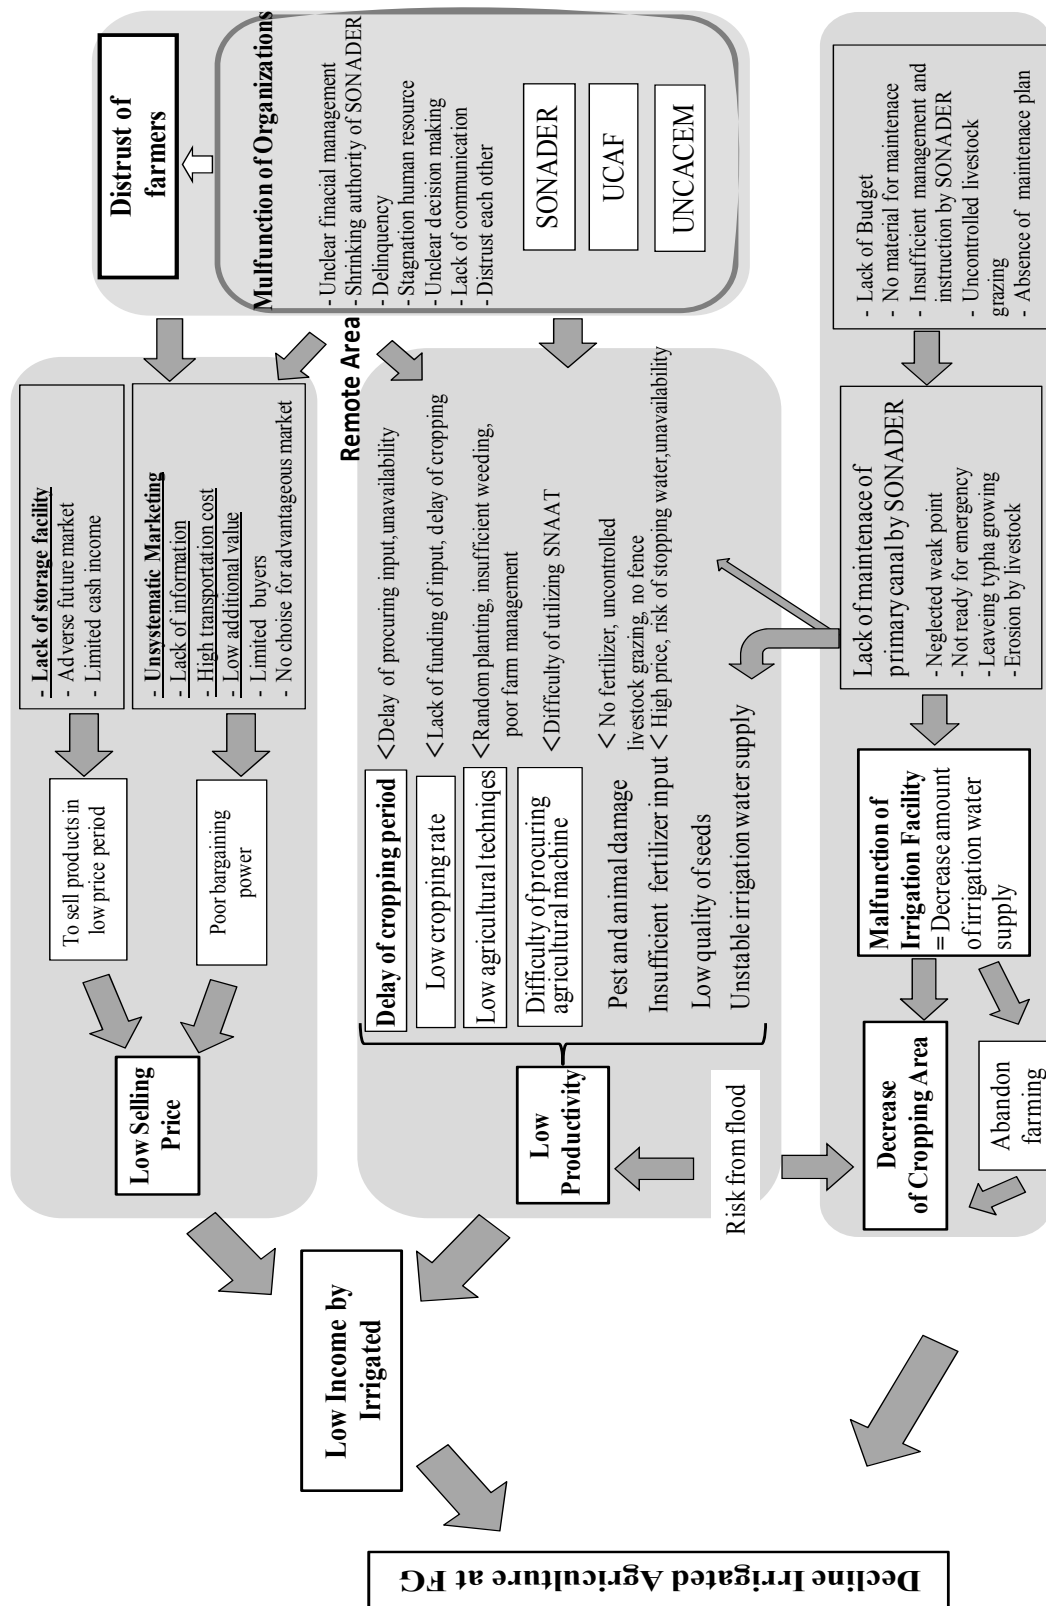 Decline Irrigated Agriculture at FG
Low Income by
Irrigated
Low Selling
Price
To sell products in
low price period
Poor bargaining
power
- Lack of storage facility
- Adverse future market
- Limited cash income
- Unsystematic Marketing
- Lack of information
- High transportation cost
- Low additional value
- Limited buyers
- No choise for advantageous market
Distrust of
farmers
Mulfunction of Organizations
- Unclear finacial management
- Shrinking authority of SONADER
- Delinquency
- Stagnation human resource
- Unclear decision making
- Lack of communication
- Distrust each other
SONADER
UCAF
UNCACEM
Remote Area
Low
Productivity
Delay of cropping period
<Delay of procuring input,unavailability
Low cropping rate
<Lack of funding of input, delay of cropping
Low agricultural techniqes
<Random planting, insufficient weeding,
poor farm management
Difficulty of procuring
agricultural machine
<Difficulty of utilizing SNAAT
Pest and animal damage
< No fertilizer, uncontrolled
livestock grazing, no fence
Insufficient fertilizer input
< High price, risk of stopping water,unavailability
Low quality of seeds
Unstable irrigation water supply
Risk from flood
Decrease
of Cropping Area
Abandon
farming
Malfunction of
Irrigation Facility
= Decrease amount
of irrigation water
supply
Lack of maintenace of
primary canal by SONADER
- Neglected weak point
- Not ready for emergency
- Leaving typha growing
- Erosion by livestock
- Lack of Budget
- No material for maintenace
- Insufficient management and
instruction by SONADER
- Uncontrolled livestock
grazing
- Absence of maintenace plan